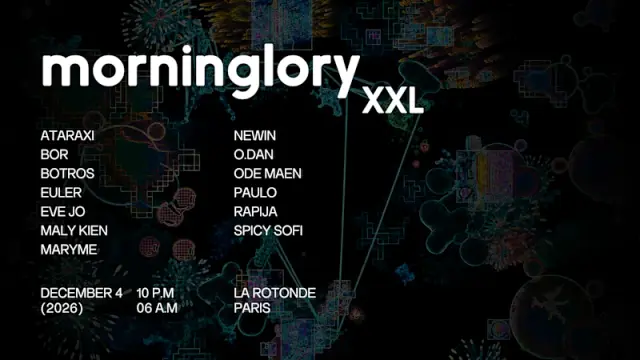 morninglory
XXL
ATARAXI
BOR
BOTROS
EULER
EVE JO
MALY KIEN
MARYME
NEWIN
O.DAN
ODE MAEN
PAULO
RAPIJA
SPICY SOFI
DECEMBER 4 10 P.M
(2026) 06 A.M
LA ROTONDE
PARIS